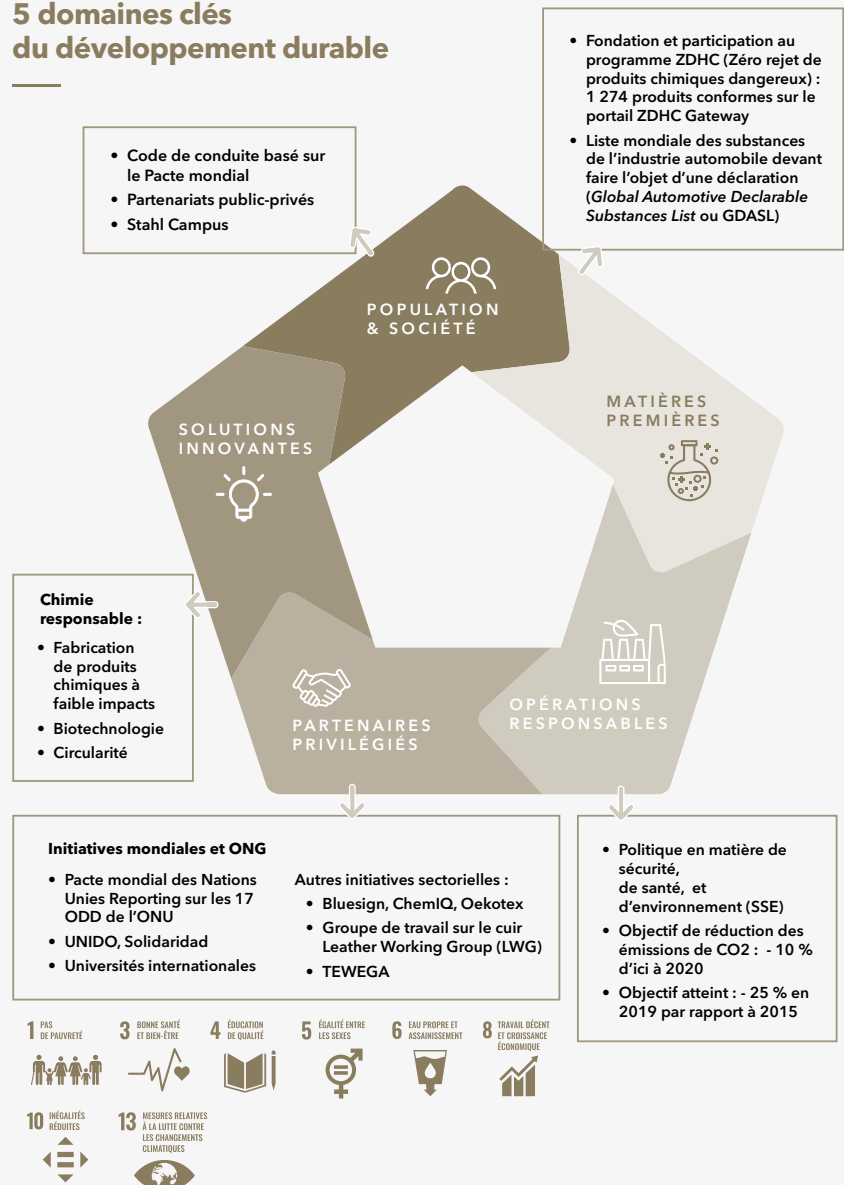 5 domaines clés
du développement durable
• Fondation et participation au
programme ZDHC (Zéro rejet de
produits chimiques dangereux) :
1 274 produits conformes sur le
portail ZDHC Gateway
• Liste mondiale des substances
de l'industrie automobile devant
faire l'objet d'une déclaration
(Global Automotive Declarable
Substances List ou GDASL)
• Code de conduite basé sur
le Pacte mondial
• Partenariats public-privés
• Stahl Campus
POPULATION
& SOCIÉTÉ
MATIÈRES
PREMIÈRES
SOLUTIONS
INNOVANTES
Chimie
responsable :
• Fabrication
de produits
chimiques à
faible impacts
• Biotechnologie
• Circularité
PARTENAIRES
PRIVILÉGIÉS
OPÉRATIONS
RESPONSABLES
Initiatives mondiales et ONG
• Pacte mondial des Nations
Unies Reporting sur les 17
ODD de l'ONU
• UNIDO, Solidaridad
• Universités internationales
Autres initiatives sectorielles :
• Bluesign, ChemIQ, Oekotex
• Groupe de travail sur le cuir
Leather Working Group (LWG)
• TEWEGA
• Politique en matière de
sécurité,
de santé, et
d'environnement (SSE)
• Objectif de réduction des
émissions de CO2 : - 10 %
d'ici à 2020
• Objectif atteint : - 25 % en
2019 par rapport à 2015
1 PAS
DE PAUVRETÉ
3 BONNE SANTÉ
ET BIEN-ÊTRE
4 ÉDUCATION
DE QUALITÉ
5 ÉGALITÉ ENTRE
LES SEXES
6 EAU PROPRE ET
ASSAINISSEMENT
8 TRAVAIL DÉCENT
ET CROISSANCE
ÉCONOMIQUE
10 INÉGALITÉS
RÉDUITES
13 MESURES RELATIVES
À LA LUTTE CONTRE
LES CHANGEMENTS
CLIMATIQUES